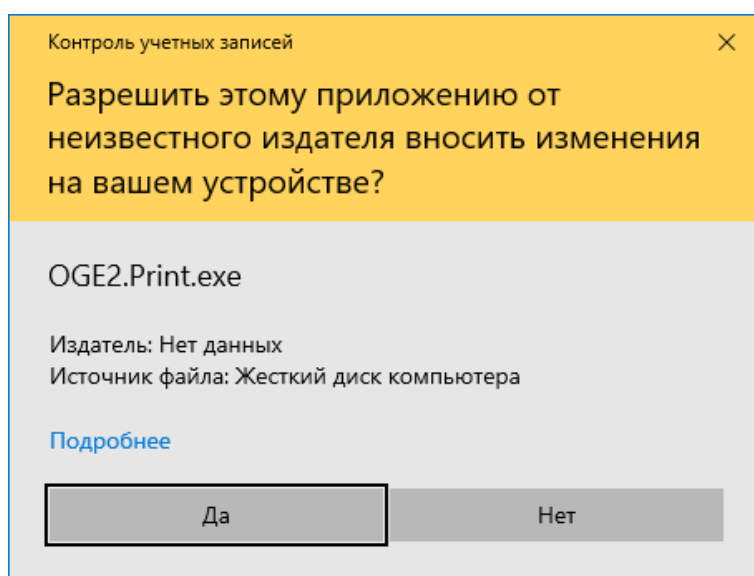 Контроль учетных записей
Разрешить этому приложению от
неизвестного издателя вносить изменения
на вашем устройстве?
OGE2.Print.exe
Издатель: Нет данных
Источник файла: Жесткий диск компьютера
Подробнее
Да
Нет